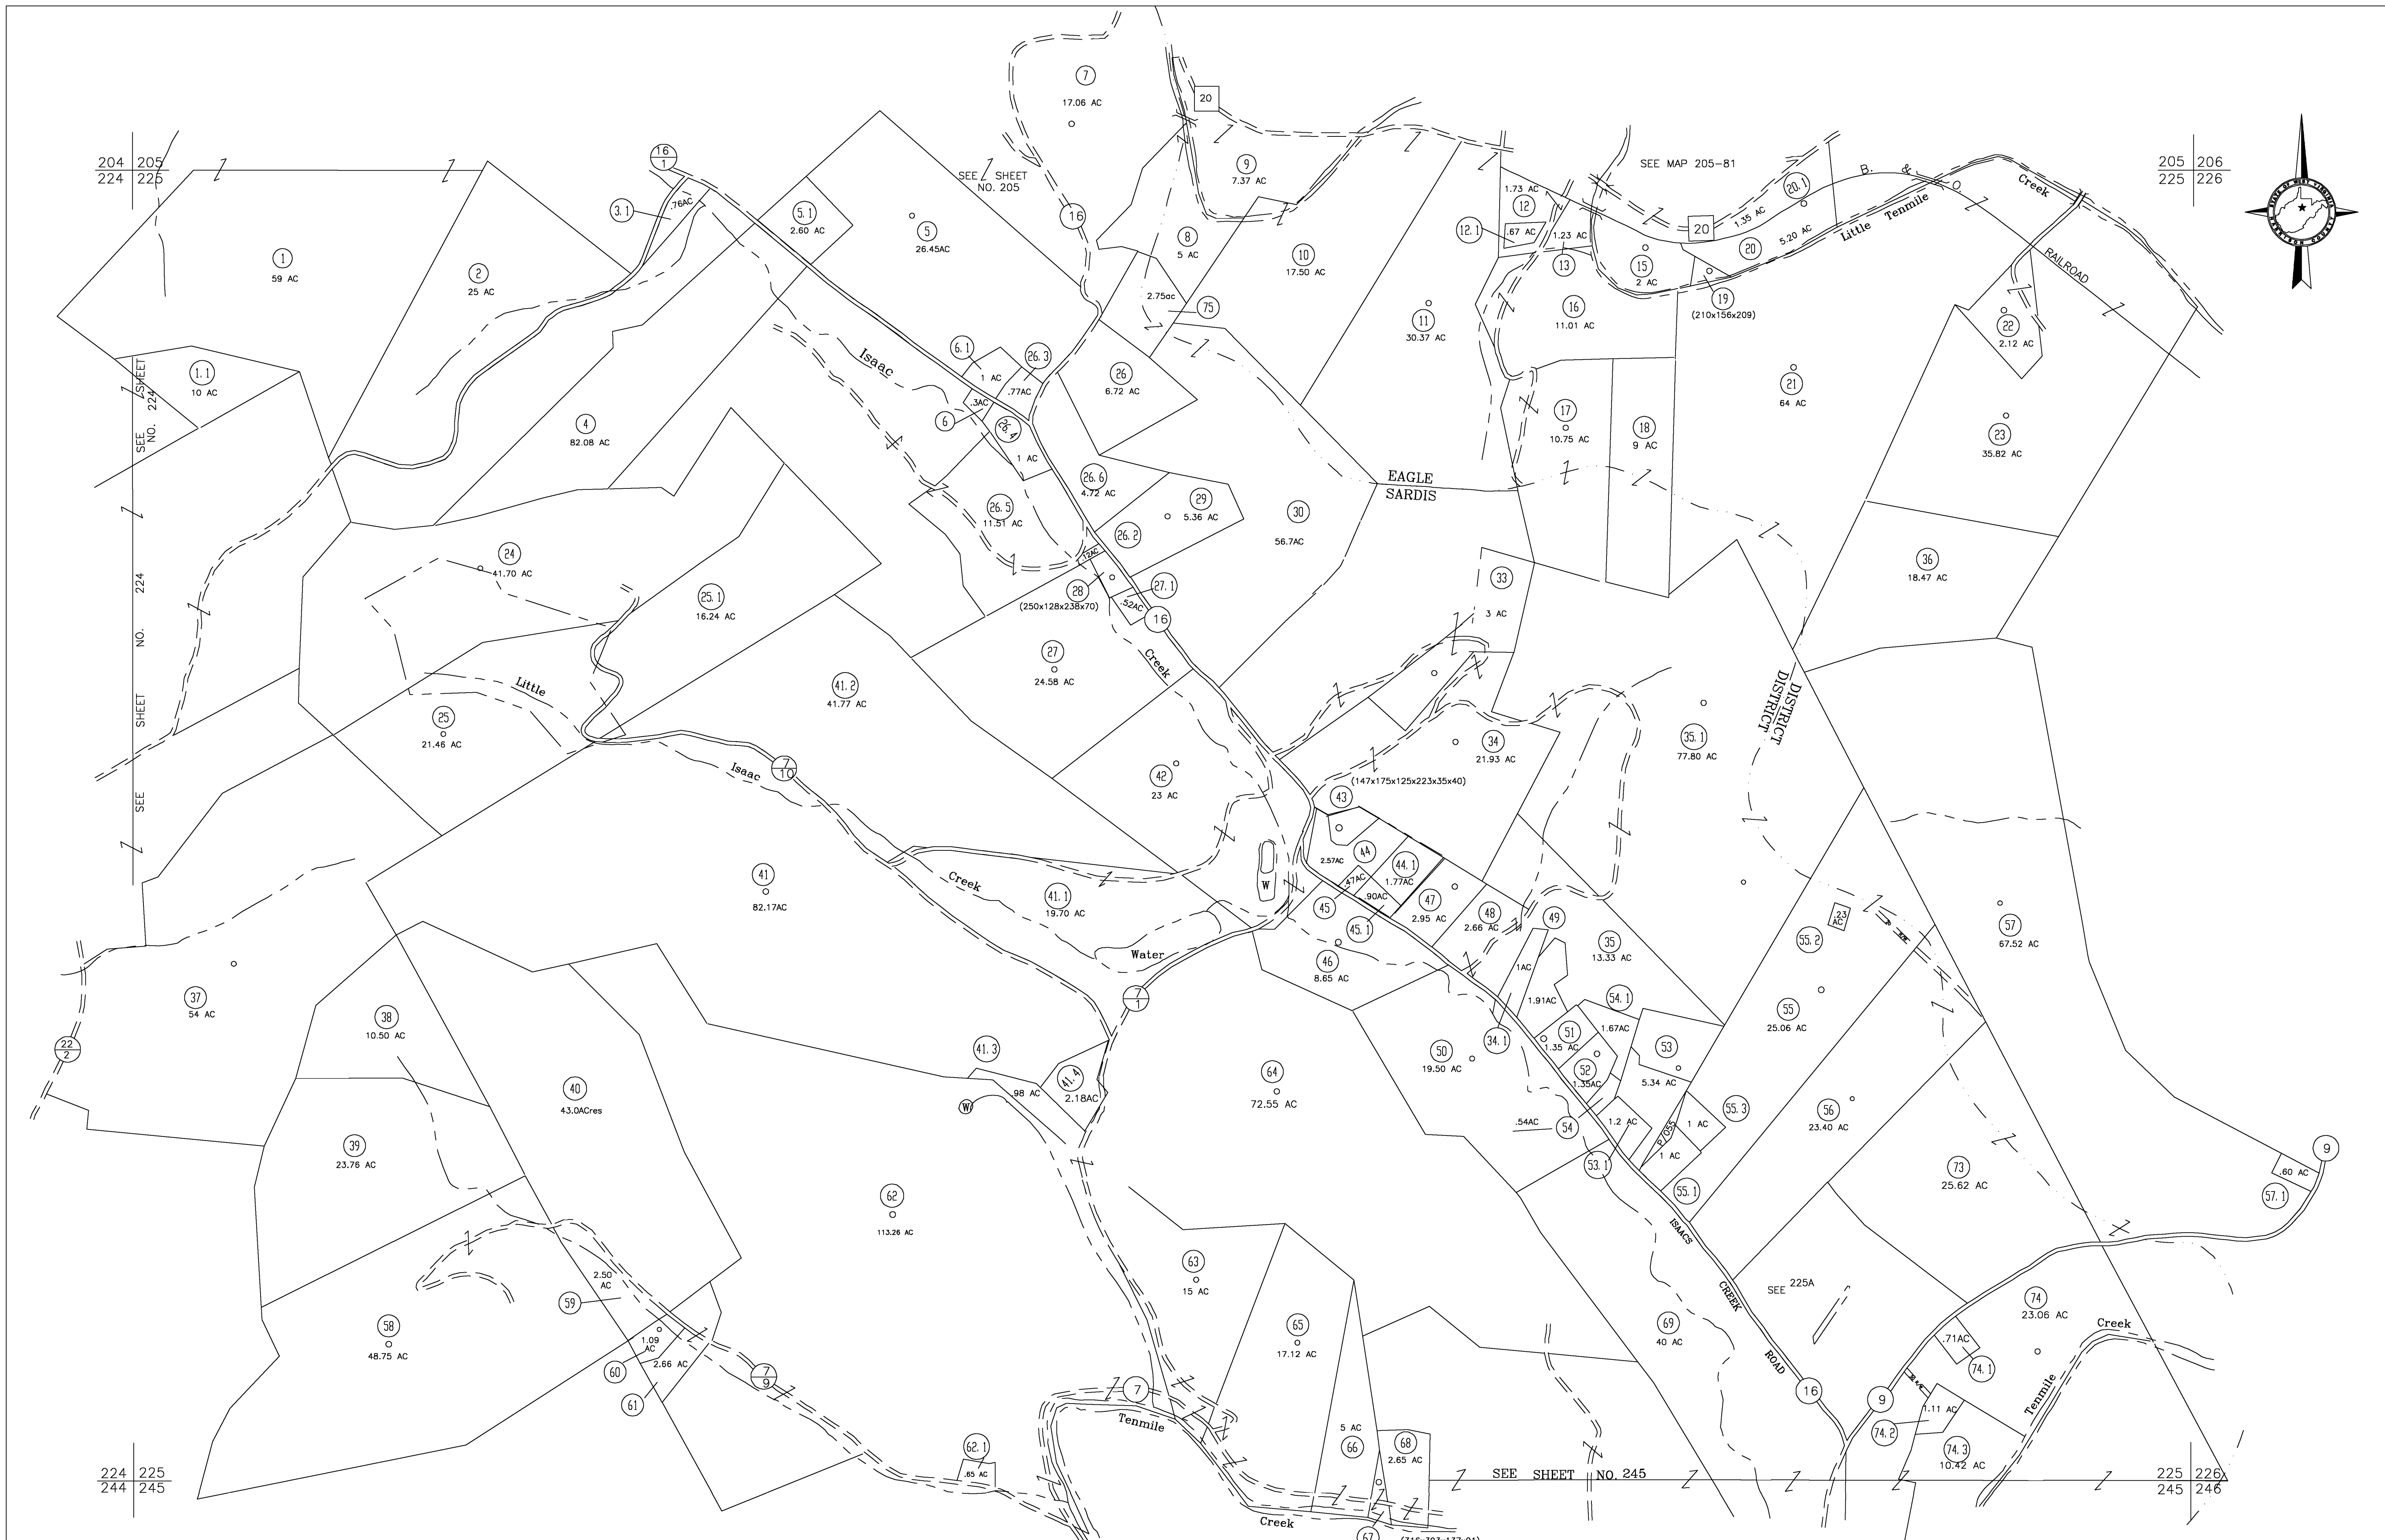 204 205
224 225
205 206
225 226
224 225
244 245
225 226
245 246
SEE SHEET
NO. 205
SEE MAP 205-81
SEE SHEET
NO. 224
SEE SHEET NO. 224
SEE SHEET NO. 245
SEE 225A
STATE OF WEST VIRGINIA
16
1
7
17.06 AC
20
9
7.37 AC
3.1
.76AC
5.1
2.60 AC
5
26.45AC
16
8
5 AC
10
17.50 AC
1.73 AC
12
12.1
.67 AC
1.23 AC
13
15
2 AC
20
20.1
1.35 AC
20
5.20 AC
B. & O.
RAILROAD
Little Tenmile Creek
19
(210x156x209)
1
59 AC
2
25 AC
1.1
10 AC
4
82.08 AC
2.75ac
75
11
30.37 AC
16
11.01 AC
22
2.12 AC
6.1
1 AC
26.3
.77AC
.3AC
6
26.4
1 AC
Isaac
26
6.72 AC
21
64 AC
17
10.75 AC
18
9 AC
23
35.82 AC
EAGLE
SARDIS
26.6
4.72 AC
29
5.36 AC
26.5
11.51 AC
26.2
.12AC
30
56.7AC
24
41.70 AC
25.1
16.24 AC
28
(250x128x238x70)
27.1
.52AC
16
33
3 AC
36
18.47 AC
27
24.58 AC
Creek
41.2
41.77 AC
Little
25
21.46 AC
7
10
Isaac
DISTRICT
DISTRICT
42
23 AC
34
21.93 AC
(147x175x125x223x35x40)
35.1
77.80 AC
43
44
2.57AC
44.1
1.77AC
.47AC
.90AC
45
45.1
47
2.95 AC
48
2.66 AC
49
W
41
82.17AC
Creek
41.1
19.70 AC
Water
46
8.65 AC
35
13.33 AC
55.2
.23
AC
57
67.52 AC
37
54 AC
38
10.50 AC
22
2
7
1
1AC
1.91AC
34.1
54.1
1.67AC
51
1.35 AC
53
5.34 AC
55
25.06 AC
40
43.0ACres
41.3
.98 AC
41.4
2.18AC
W
64
72.55 AC
50
19.50 AC
52
1.35AC
.54AC
54
1.2 AC
53.1
55.3
1 AC
P/O55
1 AC
55.1
56
23.40 AC
39
23.76 AC
62
113.26 AC
73
25.62 AC
9
.60 AC
57.1
63
15 AC
ISAACS CREEK ROAD
2.50
AC
59
58
48.75 AC
1.09
AC
60
2.66 AC
61
7
9
65
17.12 AC
69
40 AC
74
23.06 AC
Creek
.71AC
74.1
16
9
7
Tenmile
Tenmile
1.11 AC
74.2
74.3
10.42 AC
5 AC
66
68
2.65 AC
62.1
.65 AC
Creek
67